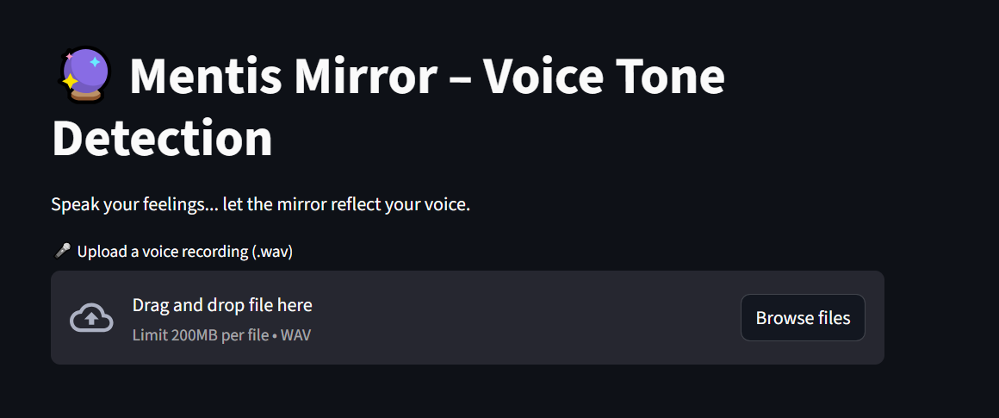 🔮 Mentis Mirror – Voice Tone
Detection
Speak your feelings... let the mirror reflect your voice.
🎤 Upload a voice recording (.wav)
Drag and drop file here
Limit 200MB per file • WAV
Browse files